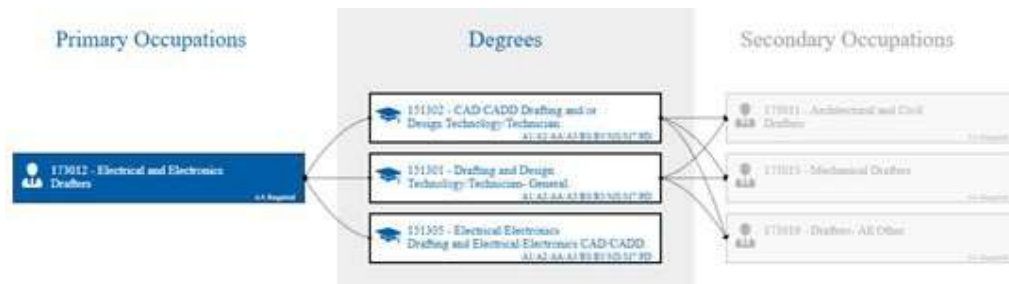 Primary Occupations
Degrees
Secondary Occupations
173012 - Electrical and Electronics
Drafters
AA Required
151302 - CAD CADD Drafting and or
Design Technology Technician
151301 - Drafting and Design
Technology Technician- General
151305 - Electrical Electronics
Drafting and Electrical Electronics CAD CADD
173011 - Architectural and Civil
Drafters
173013 - Mechanical Drafters
173019 - Drafters- All Other